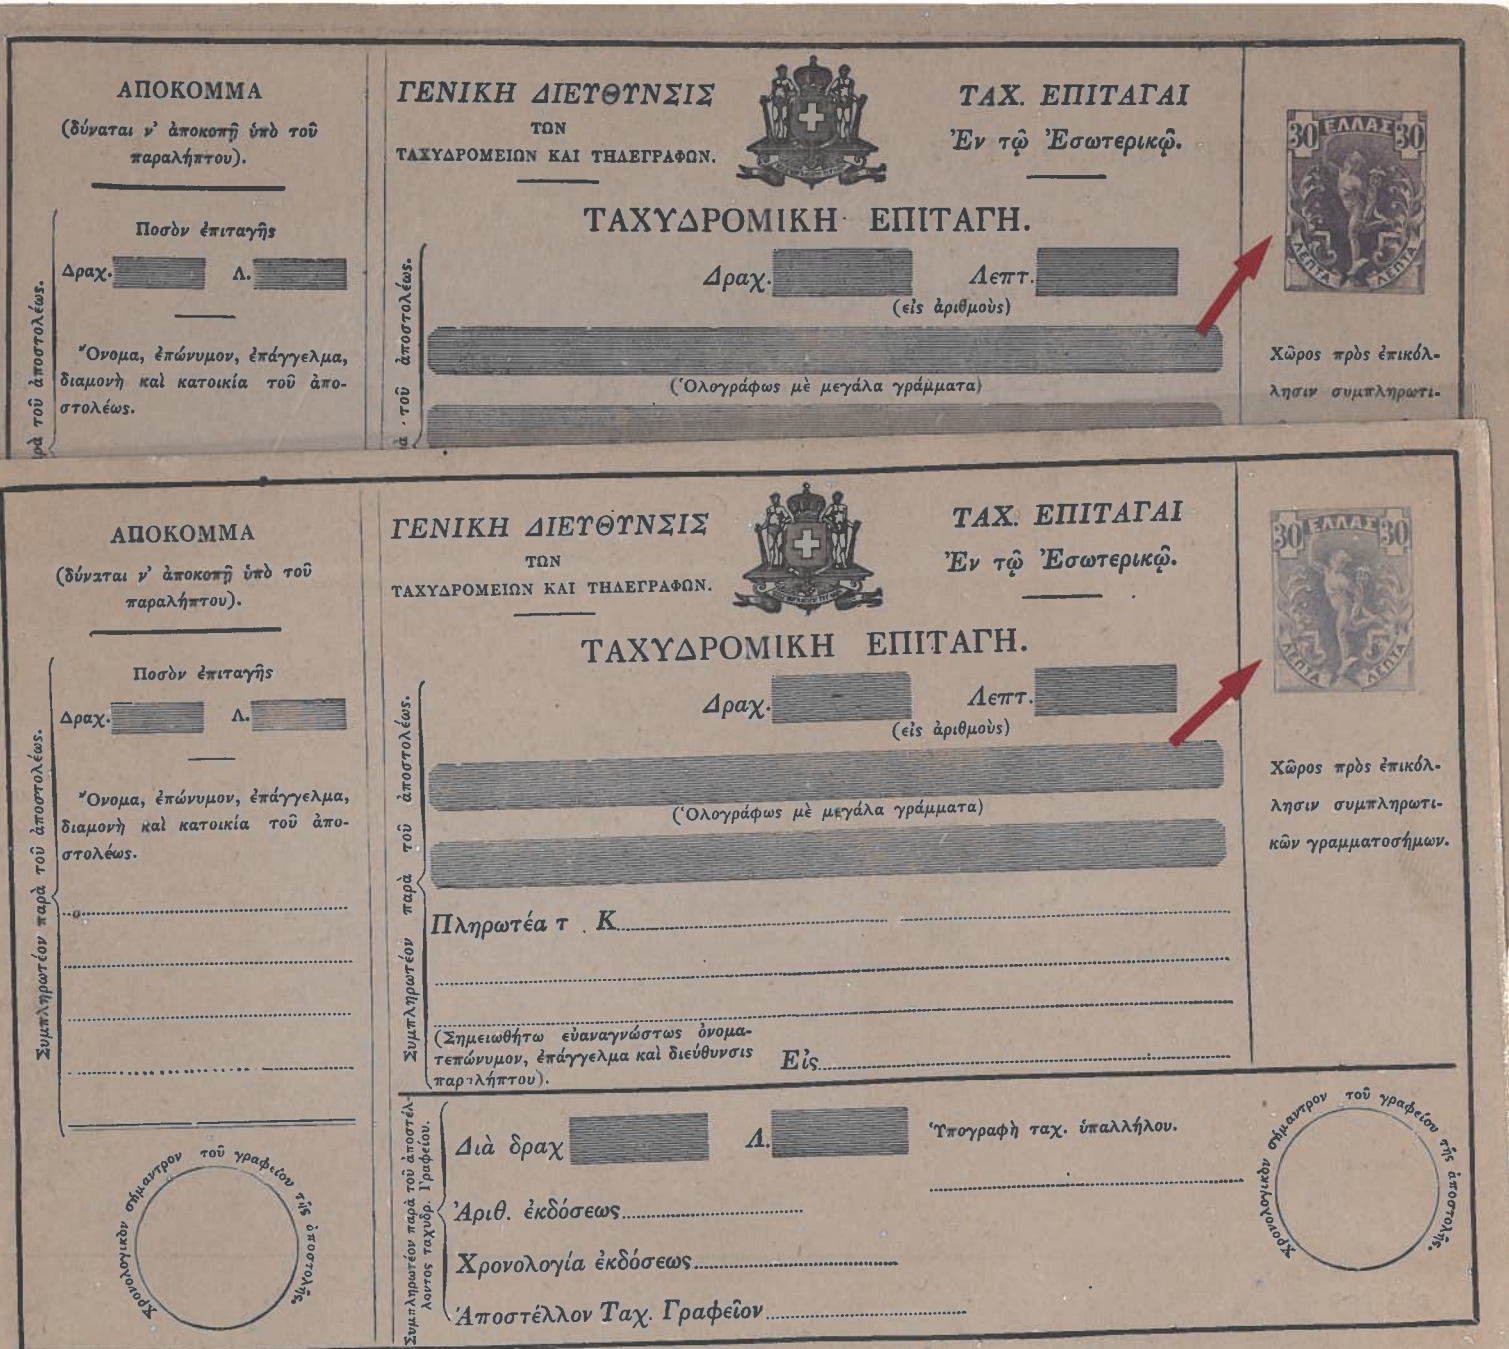 ΑΠΟΚΟΜΜΑ
(δύναται ν' ἀποκοπῇ ὑπὸ τοῦ
παραλήπτου).
Ποσὸν ἐπιταγῆς
Δραχ. Λ.
Ὄνομα, ἐπώνυμον, ἐπάγγελμα,
διαμονὴ καὶ κατοικία τοῦ ἀπο-
στολέως.
τοῦ ἀποστολέως.
ΓΕΝΙΚΗ ΔΙΕΥΘΥΝΣΙΣ
ΤΩΝ
ΤΑΧΥΔΡΟΜΕΙΩΝ ΚΑΙ ΤΗΛΕΓΡΑΦΩΝ.
ΤΑΧ. ΕΠΙΤΑΓΑΙ
Ἐν τῷ Ἐσωτερικῷ.
ΤΑΧΥΔΡΟΜΙΚΗ ΕΠΙΤΑΓΗ.
Δραχ. Λεπτ.
(εἰς ἀριθμοὺς)
(Ὁλογράφως μὲ μεγάλα γράμματα)
τοῦ ἀποστολέως.
30 ΕΛΛΑΣ 30
ΛΕΠΤΑ ΛΕΠΤΑ
Χῶρος πρὸς ἐπικόλ-
λησιν συμπληρωτι-
ΑΠΟΚΟΜΜΑ
(δύναται ν' ἀποκοπῇ ὑπὸ τοῦ
παραλήπτου).
Ποσὸν ἐπιταγῆς
Δραχ. Λ.
Ὄνομα, ἐπώνυμον, ἐπάγγελμα,
διαμονὴ καὶ κατοικία τοῦ ἀπο-
στολέως.
Συμπληρωτέον παρὰ τοῦ ἀποστολέως.
Χρονολογικὸν σήμαντρον τοῦ γραφείου τῆς ἀποστολῆς.
ΓΕΝΙΚΗ ΔΙΕΥΘΥΝΣΙΣ
ΤΩΝ
ΤΑΧΥΔΡΟΜΕΙΩΝ ΚΑΙ ΤΗΛΕΓΡΑΦΩΝ.
ΤΑΧ. ΕΠΙΤΑΓΑΙ
Ἐν τῷ Ἐσωτερικῷ.
ΤΑΧΥΔΡΟΜΙΚΗ ΕΠΙΤΑΓΗ.
Δραχ. Λεπτ.
(εἰς ἀριθμοὺς)
(Ὁλογράφως μὲ μεγάλα γράμματα)
Πληρωτέα τ . Κ
(Σημειωθήτω εὐαναγνώστως ὀνομα-
τεπώνυμον, ἐπάγγελμα καὶ διεύθυνσις
παραλήπτου).
Εἰς
Συμπληρωτέον παρὰ τοῦ ἀποστολέως.
30 ΕΛΛΑΣ 30
ΛΕΠΤΑ ΛΕΠΤΑ
Χῶρος πρὸς ἐπικόλ-
λησιν συμπληρωτι-
κῶν γραμματοσήμων.
Συμπληρωτέον παρὰ τοῦ ἀποστέλ-
λοντος ταχυδρ. Γραφείου.
Διὰ δραχ Λ.
Ὑπογραφὴ ταχ. ὑπαλλήλου.
Ἀριθ. ἐκδόσεως
Χρονολογία ἐκδόσεως
Ἀποστέλλον Ταχ. Γραφεῖον
Χρονολογικὸν σήμαντρον τοῦ γραφείου τῆς ἀποστολῆς.